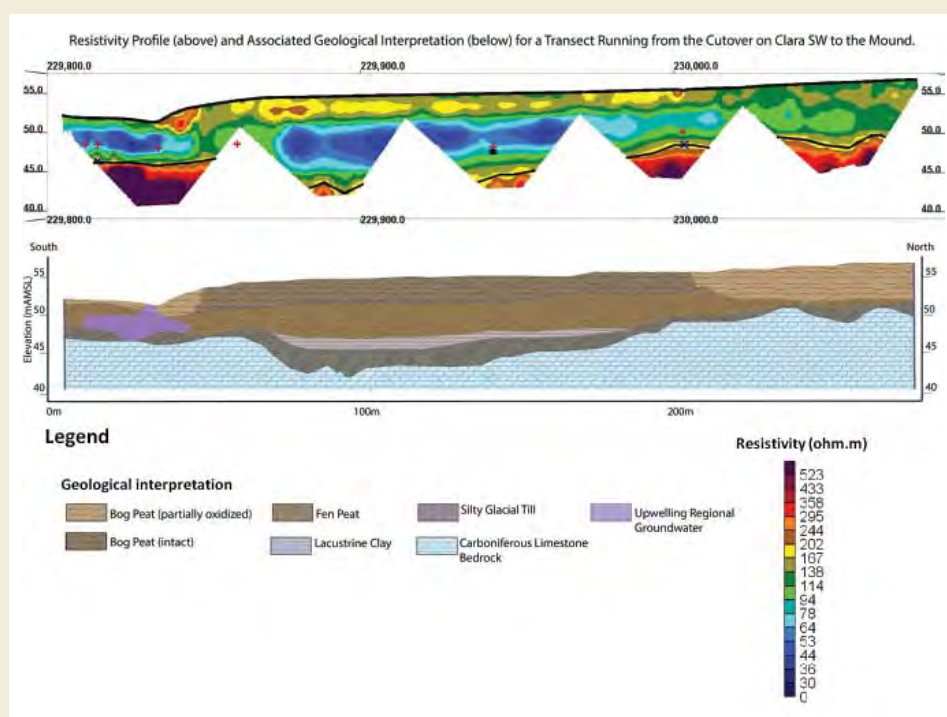 Resistivity Profile (above) and Associated Geological Interpretation (below) for a Transect Running from the Cutover on Clara SW to the Mound.
229,800.0 229,900.0 230,000.0
55.0 55.0
50.0 50.0
45.0 45.0
40.0 40.0
229,800.0 229,900.0 230,000.0
South North
Elevation (mAMSL)
55 55
50 50
45 45
40 40
0m 100m 200m
Legend
Geological interpretation
Bog Peat (partially oxidized) Fen Peat Silty Glacial Till Upwelling Regional
Groundwater
Bog Peat (intact) Lacustrine Clay Carboniferous Limestone
Bedrock
Resistivity (ohm.m)
523
433
358
295
244
202
167
138
114
94
78
64
53
44
36
30
0